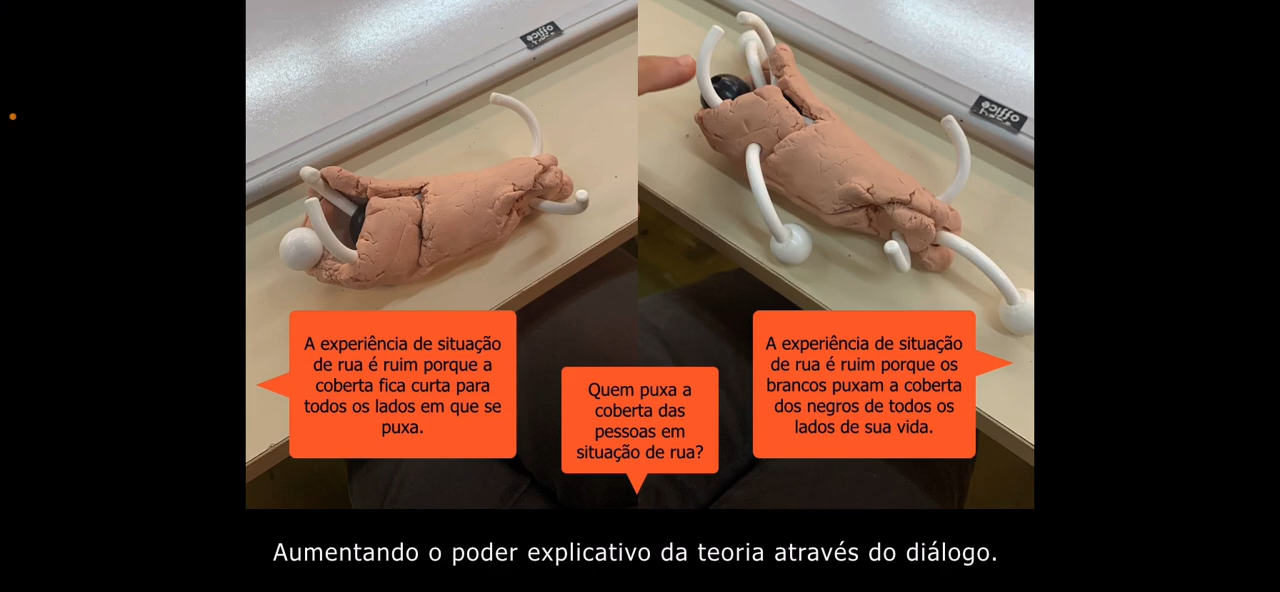 office
office
A experiência de situação
de rua é ruim porque a
coberta fica curta para
todos os lados em que se
puxa.
Quem puxa a
coberta das
pessoas em
situação de rua?
A experiência de situação
de rua é ruim porque os
brancos puxam a coberta
dos negros de todos os
lados de sua vida.
Aumentando o poder explicativo da teoria através do diálogo.